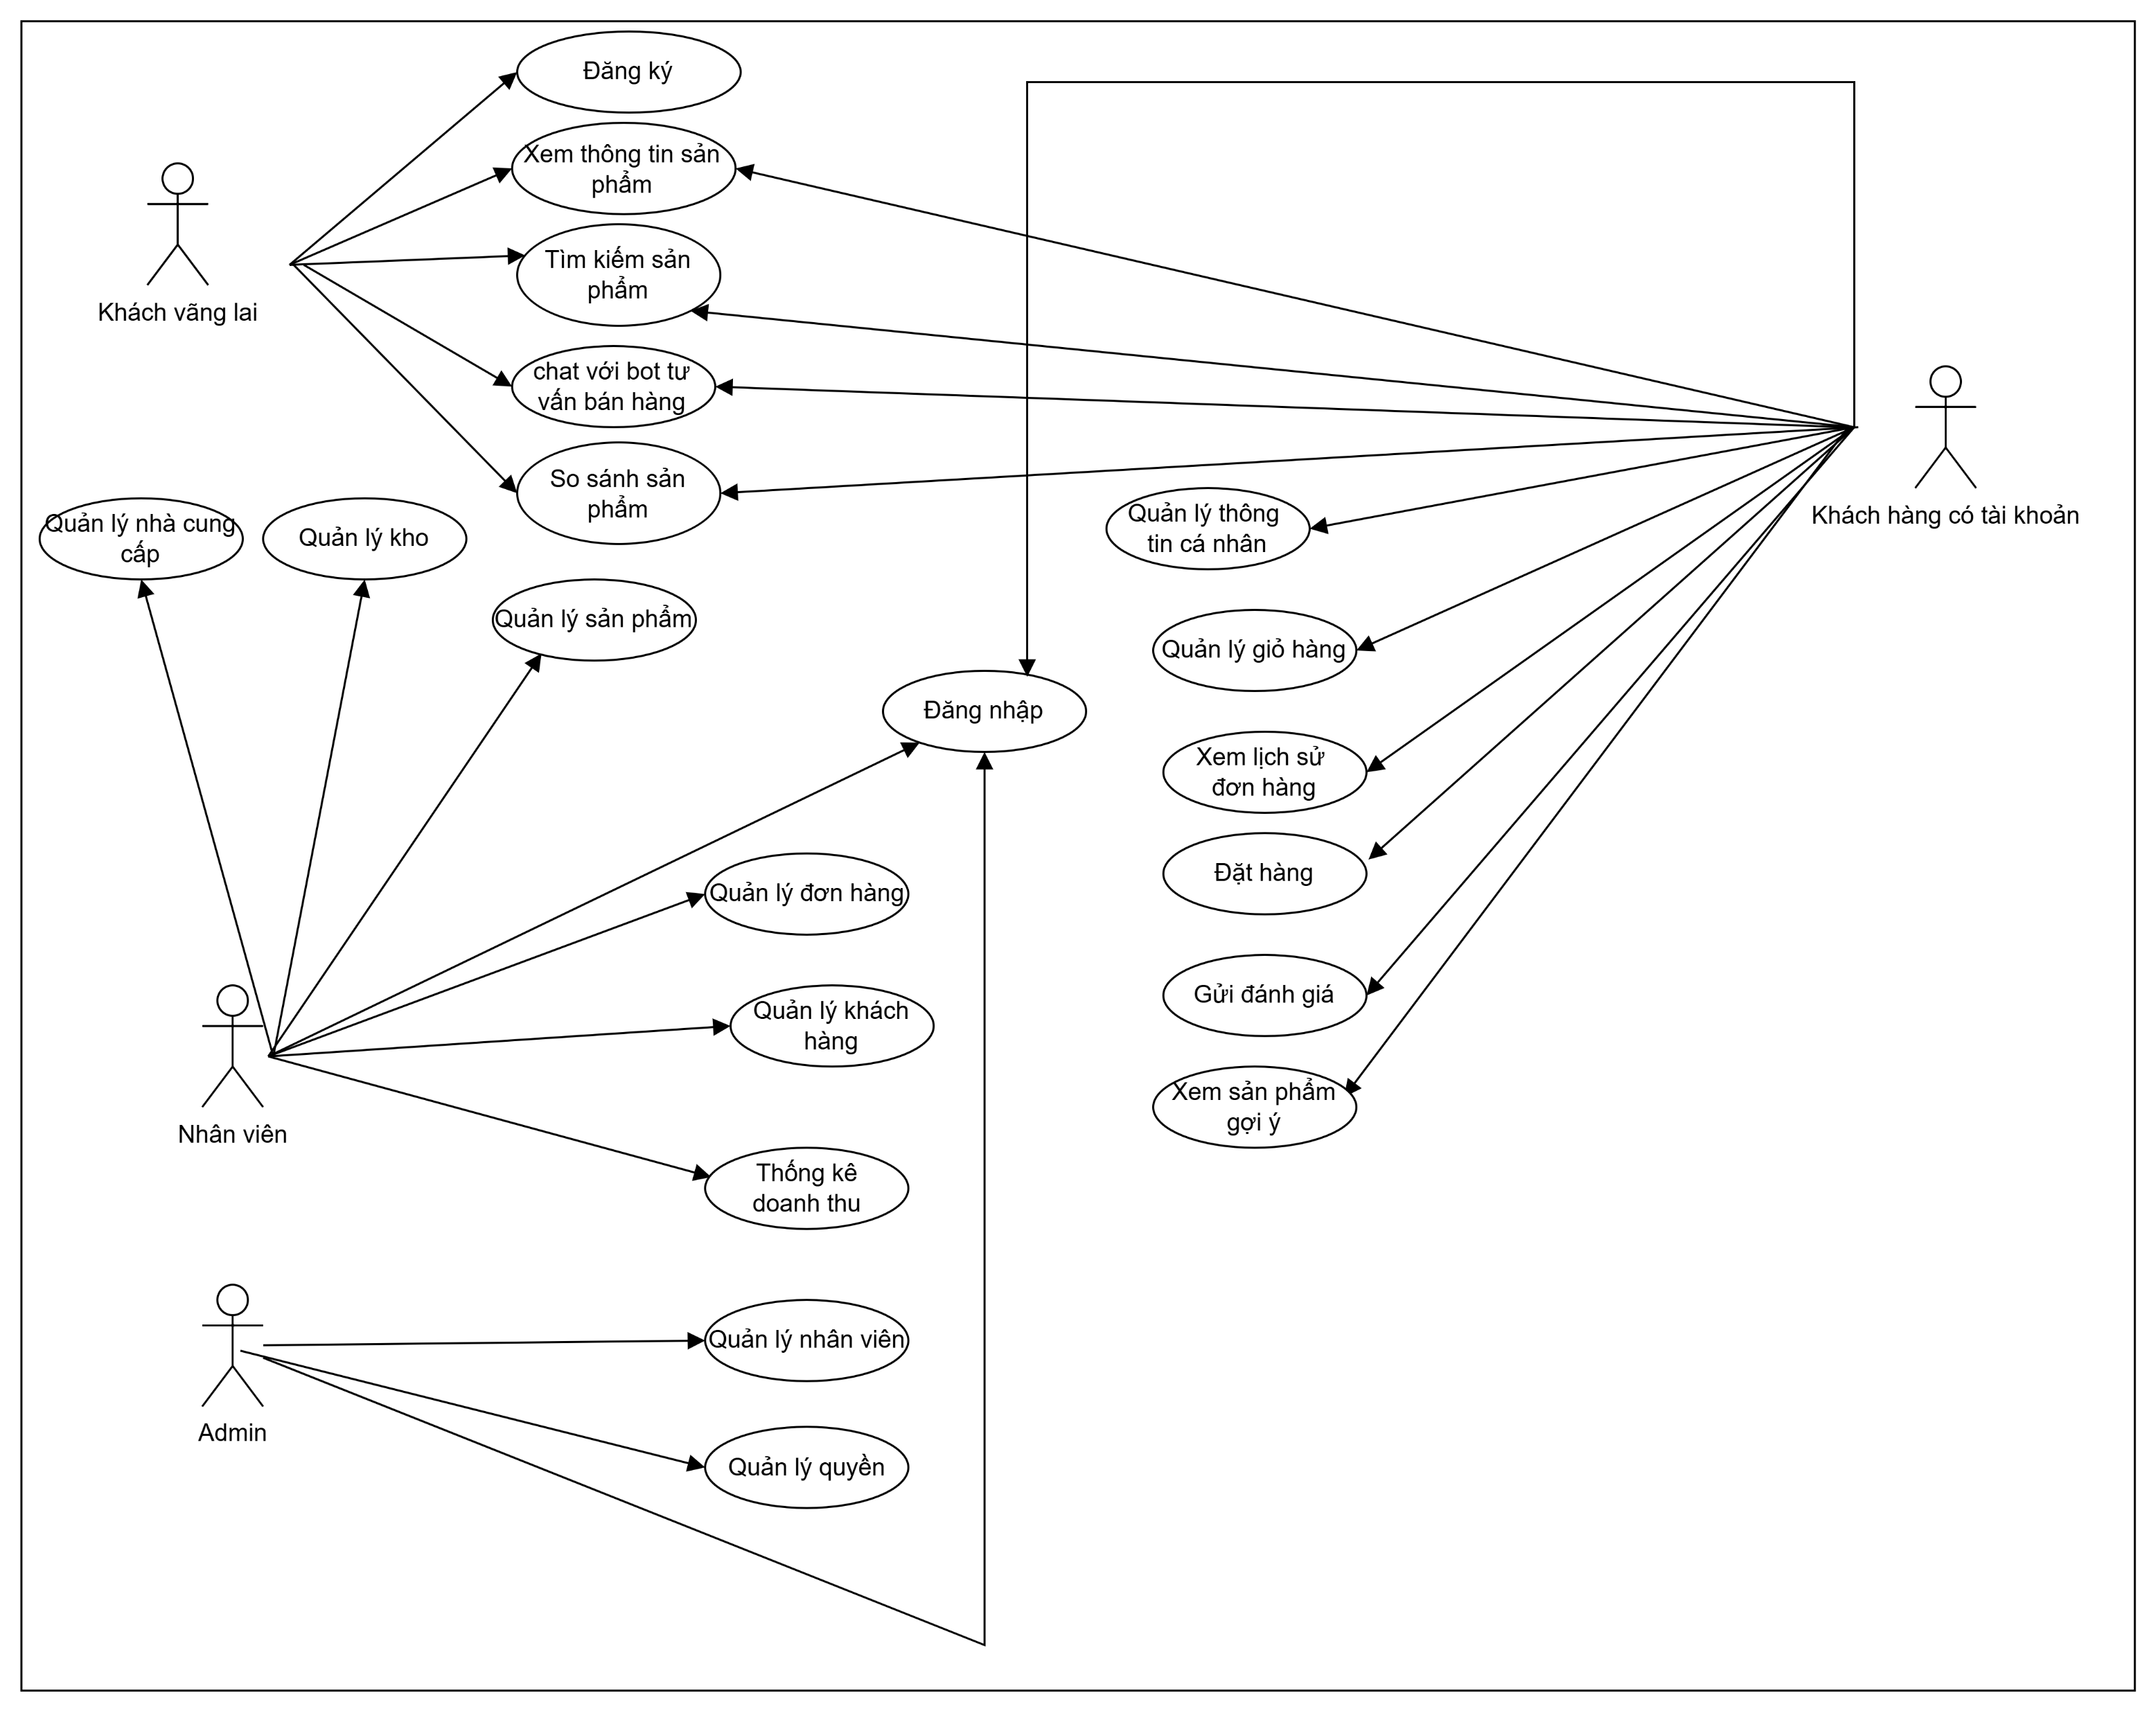 Đăng ký
Xem thông tin sản
phẩm
Tìm kiếm sản
phẩm
Khách vãng lai
chat với bot tư
vấn bán hàng
So sánh sản
phẩm
Khách hàng có tài khoản
Quản lý nhà cung
cấp
Quản lý kho
Quản lý thông
tin cá nhân
Quản lý sản phẩm
Quản lý giỏ hàng
Đăng nhập
Xem lịch sử
đơn hàng
Quản lý đơn hàng
Đặt hàng
Gửi đánh giá
Quản lý khách
hàng
Xem sản phẩm
gợi ý
Nhân viên
Thống kê
doanh thu
Quản lý nhân viên
Admin
Quản lý quyền